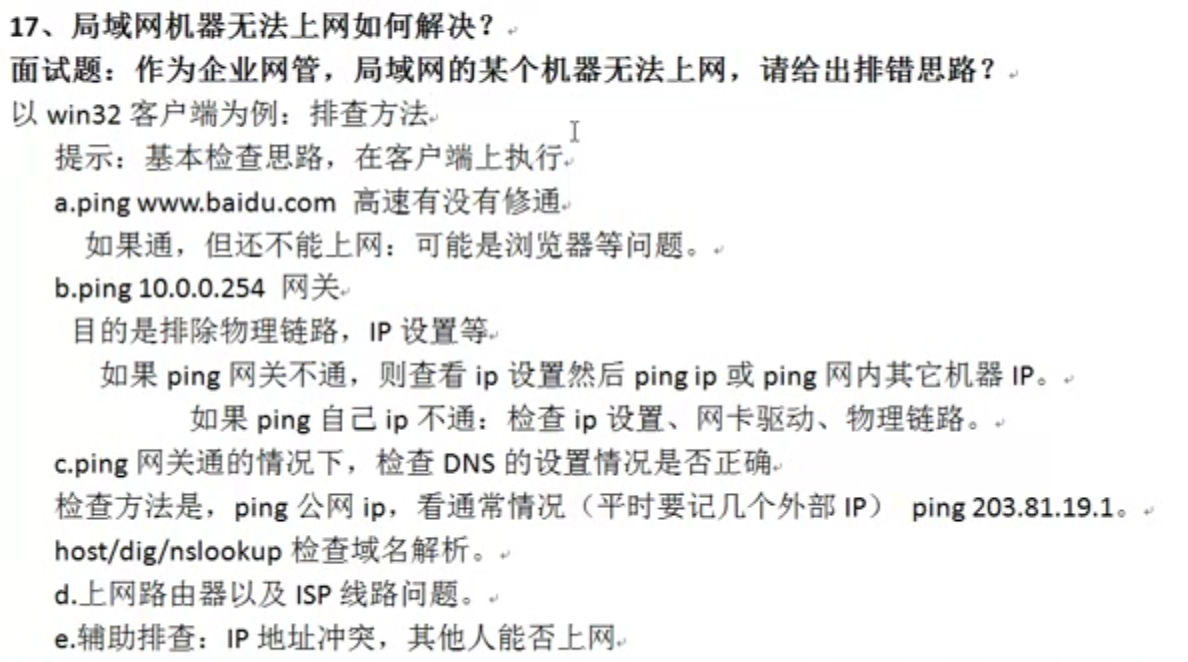 17、局域网机器无法上网如何解决？
面试题：作为企业网管，局域网的某个机器无法上网，请给出排错思路？
以 win32 客户端为例：排查方法
提示：基本检查思路，在客户端上执行
a.ping www.baidu.com 高速有没有修通
如果通，但还不能上网：可能是浏览器等问题。
b.ping 10.0.0.254 网关
目的是排除物理链路，IP 设置等
如果 ping 网关不通，则查看 ip 设置然后 ping ip 或 ping 网内其它机器 IP。
如果 ping 自己 ip 不通：检查 ip 设置、网卡驱动、物理链路。
c.ping 网关通的情况下，检查 DNS 的设置情况是否正确
检查方法是，ping 公网 ip，看通常情况（平时要记几个外部 IP） ping 203.81.19.1。
host/dig/nslookup 检查域名解析。
d.上网路由器以及 ISP 线路问题。
e.辅助排查：IP 地址冲突，其他人能否上网